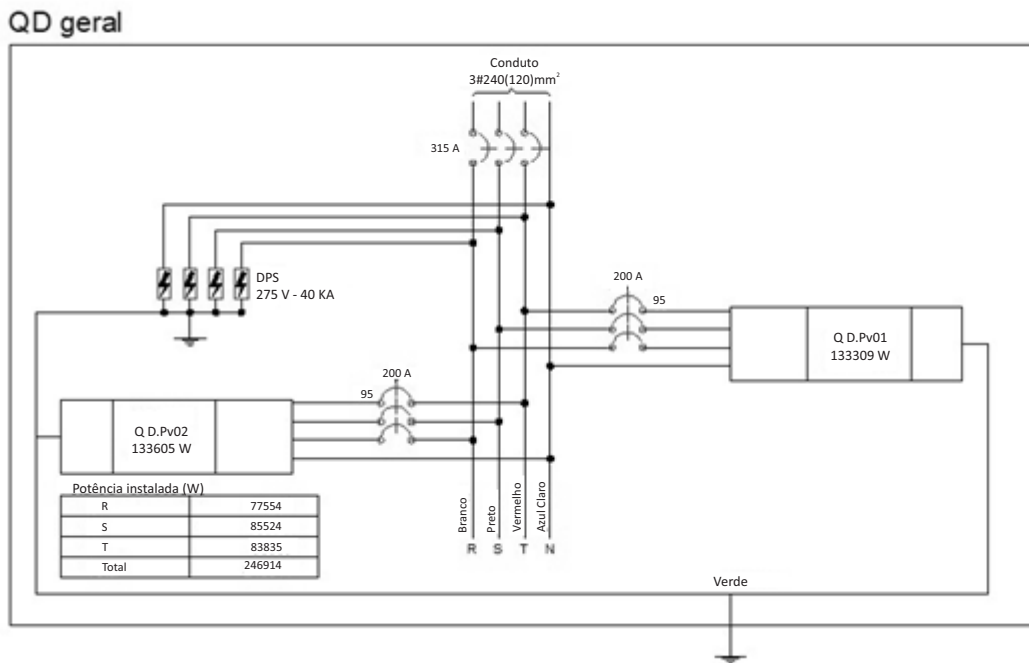 QD geral
Conduto
3#240(120)mm²
315 A
DPS
275 V - 40 KA
200 A
95
Q D.Pv01
133309 W
200 A
95
Q D.Pv02
133605 W
Potência instalada (W)
R 77554
S 85524
T 83835
Total 246914
Branco
Preto
Vermelho
Azul Claro
R S T N
Verde